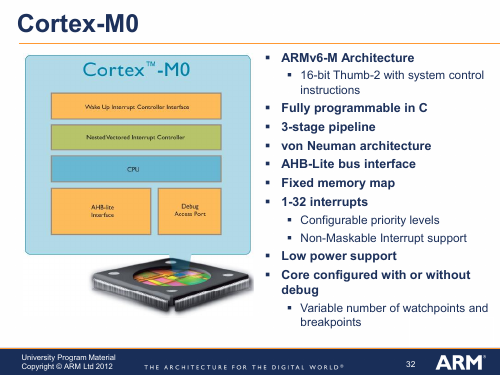 Cortex-M0
Cortex™-M0
Wake Up Interrupt Controller Interface
Nested Vectored Interrupt Controller
CPU
AHB-lite
Interface
Debug
Access Port
▪ ARMv6-M Architecture
▪ 16-bit Thumb-2 with system control
instructions
▪ Fully programmable in C
▪ 3-stage pipeline
▪ von Neuman architecture
▪ AHB-Lite bus interface
▪ Fixed memory map
▪ 1-32 interrupts
▪ Configurable priority levels
▪ Non-Maskable Interrupt support
▪ Low power support
▪ Core configured with or without
debug
▪ Variable number of watchpoints and
breakpoints
University Program Material
Copyright © ARM Ltd 2012
THE ARCHITECTURE FOR THE DIGITAL WORLD®
32
ARM®